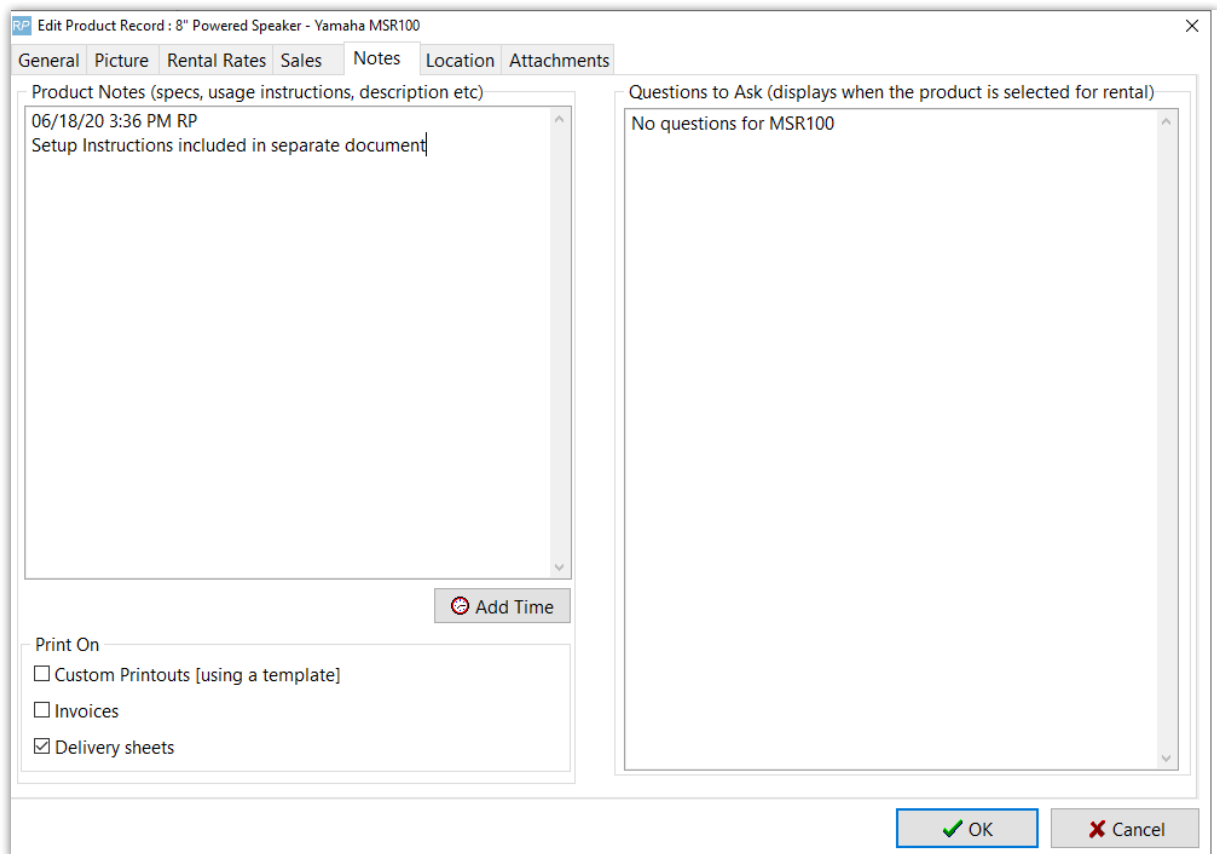 RP Edit Product Record : 8" Powered Speaker - Yamaha MSR100
General Picture Rental Rates Sales Notes Location Attachments
Product Notes (specs, usage instructions, description etc)
06/18/20 3:36 PM RP
Setup Instructions included in separate document
Add Time
Print On
Custom Printouts [using a template]
Invoices
Delivery sheets
Questions to Ask (displays when the product is selected for rental)
No questions for MSR100
OK Cancel